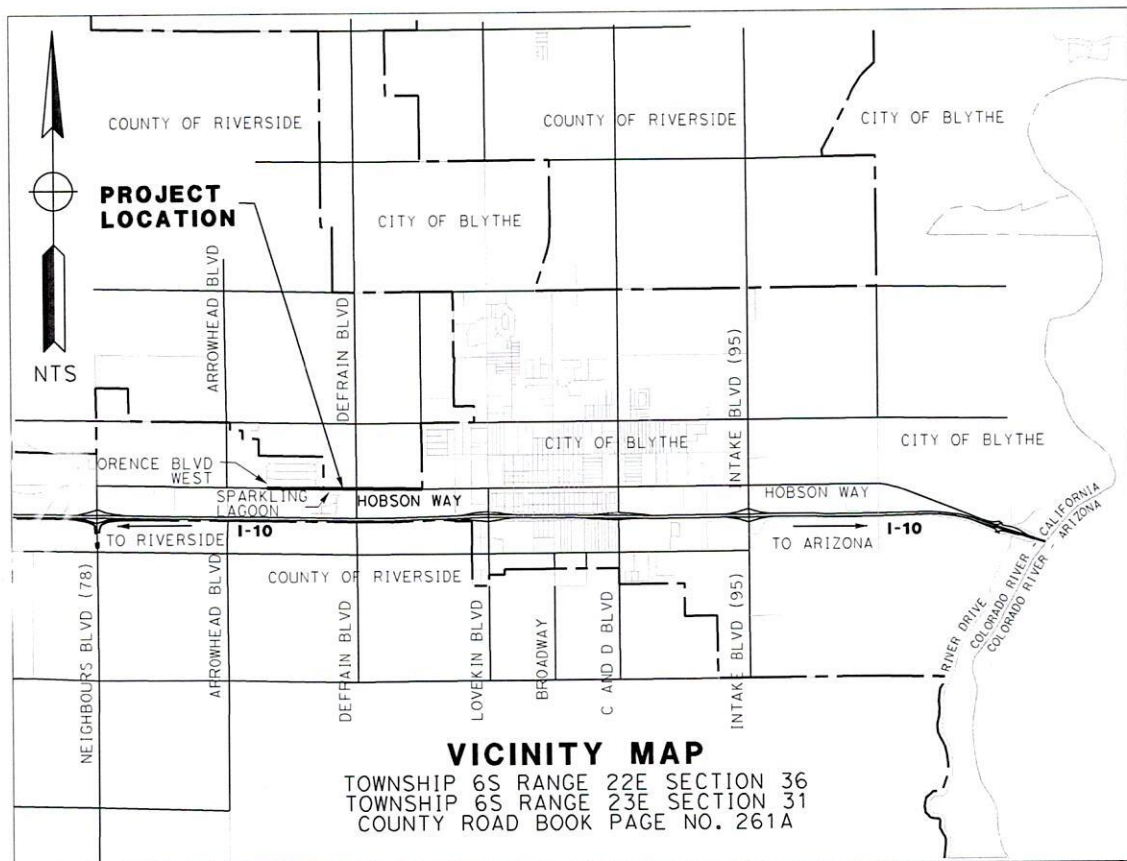 COUNTY OF RIVERSIDE
COUNTY OF RIVERSIDE
CITY OF BLYTHE
PROJECT
LOCATION
CITY OF BLYTHE
NTS
ARROWHEAD BLVD
DEFRAIN BLVD
INTAKE BLVD (95)
CITY OF BLYTHE
CITY OF BLYTHE
ORENCE BLVD
WEST
SPARKLING
LAGOON
HOBSON WAY
HOBSON WAY
TO RIVERSIDE
I-10
TO ARIZONA
I-10
CALIFORNIA
ARIZONA
COLORADO RIVER
COLORADO RIVER
RIVER DRIVE
COUNTY OF RIVERSIDE
NEIGHBOURS BLVD (78)
ARROWHEAD BLVD
DEFRAIN BLVD
LOVEKIN BLVD
BROADWAY
C AND D BLVD
INTAKE BLVD (95)
VICINITY MAP
TOWNSHIP 6S RANGE 22E SECTION 36
TOWNSHIP 6S RANGE 23E SECTION 31
COUNTY ROAD BOOK PAGE NO. 261A